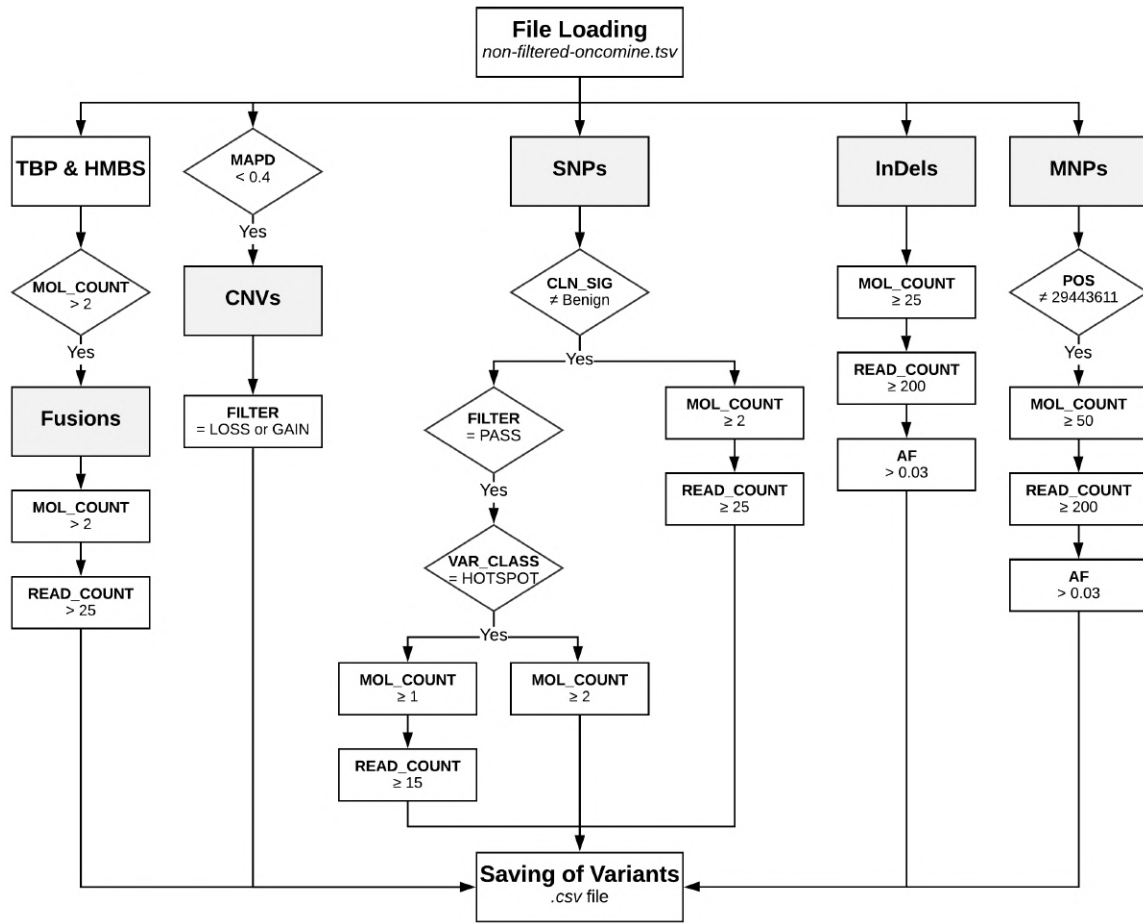 File Loading
non-filtered-oncomine.tsv
TBP & HMBS
MOL_COUNT
> 2
Yes
Fusions
MOL_COUNT
> 2
READ_COUNT
> 25
MAPD
< 0.4
Yes
CNVs
FILTER
= LOSS or GAIN
SNPs
CLN_SIG
≠ Benign
Yes
FILTER
= PASS
Yes
VAR_CLASS
= HOTSPOT
Yes
MOL_COUNT
≥ 1
READ_COUNT
≥ 15
MOL_COUNT
≥ 2
MOL_COUNT
≥ 2
READ_COUNT
≥ 25
InDels
MOL_COUNT
≥ 25
READ_COUNT
≥ 200
AF
> 0.03
MNPs
POS
≠ 29443611
Yes
MOL_COUNT
≥ 50
READ_COUNT
≥ 200
AF
> 0.03
Saving of Variants
.csv file